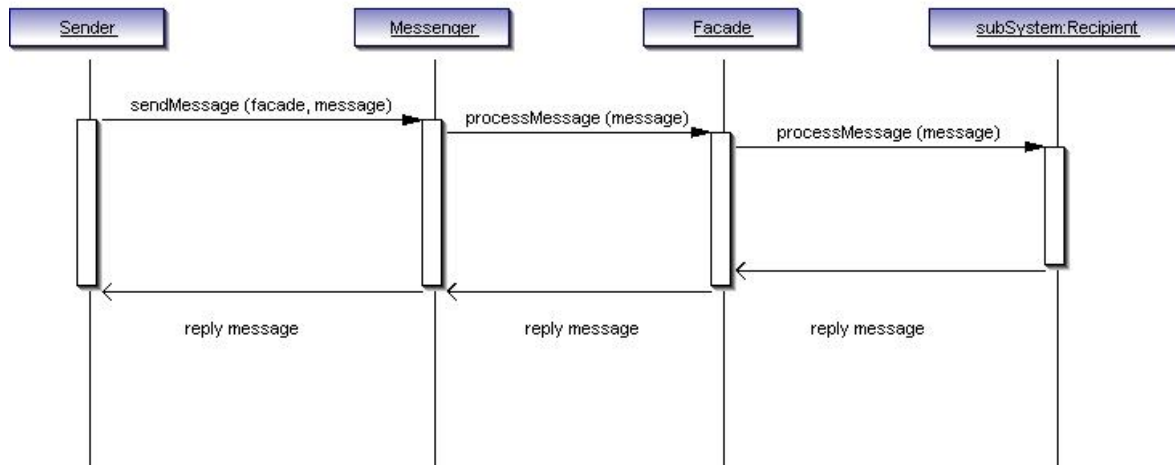 Sender
Messenger
Facade
subSystem:Recipient
sendMessage (facade, message)
processMessage (message)
processMessage (message)
reply message
reply message
reply message